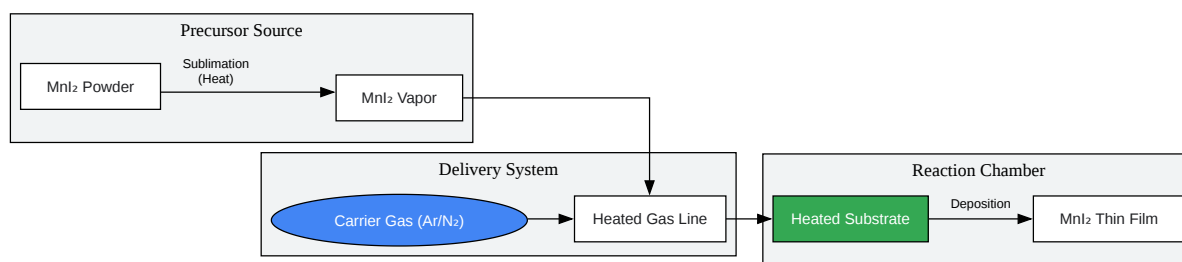 Precursor Source
MnI₂ Powder
Sublimation
(Heat)
MnI₂ Vapor
Delivery System
Carrier Gas (Ar/N₂)
Heated Gas Line
Reaction Chamber
Heated Substrate
Deposition
MnI₂ Thin Film